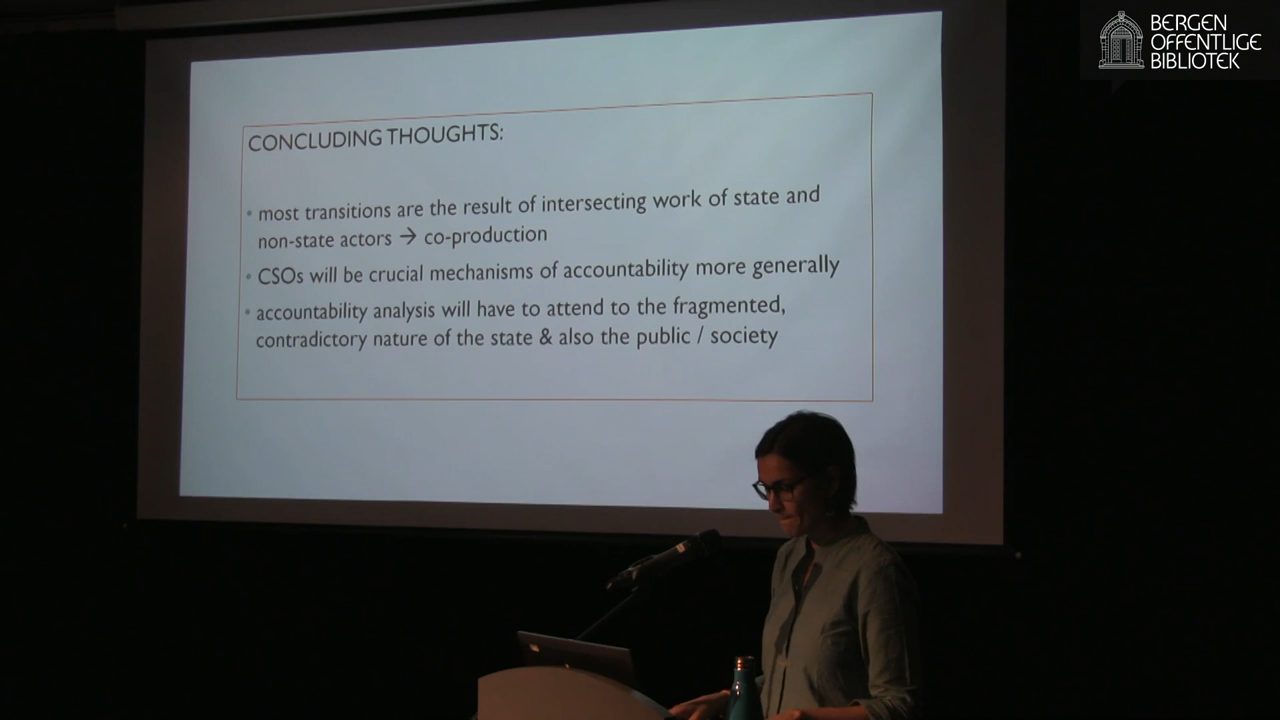 BERGEN
OFFENTLIGE
BIBLIOTEK
CONCLUDING THOUGHTS:
• most transitions are the result of intersecting work of state and
non-state actors → co-production
• CSOs will be crucial mechanisms of accountability more generally
• accountability analysis will have to attend to the fragmented,
contradictory nature of the state & also the public / society